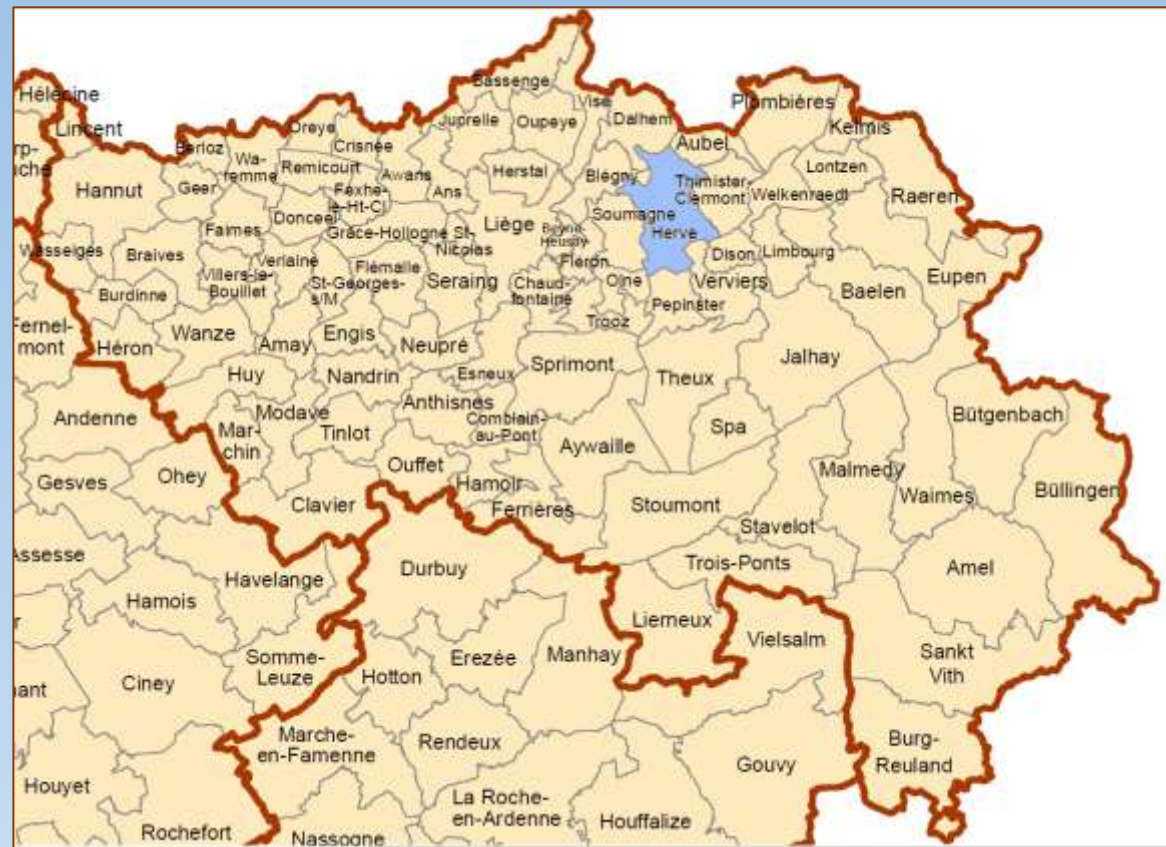 Hélécine
Lincent
Bassenge
Visé
Dalhem
Plombières
Kelmis
Juprelle
Oupeye
Oreye
Crisnée
Aubel
Berloz
Wa-
remme
Remicourt
Awans
Ans
Herstal
Blégny
Thimister-
Clermont
Lontzen
Welkenraedt
Raeren
Hannut
Geer
Fexhe-
le-Ht-Cl
Donceel
Soumagne
Faimes
Grâce-Hollogne
St-
Nicolas
Liège
Beyne-
Heusay
Herve
Wasseiges
Braives
Verlaine
Flémalle
Fléron
Dison
Limbourg
Villers-le-
Bouillet
St-Georges-
s/M
Seraing
Chaud-
fontaine
Olne
Verviers
Eupen
Burdinne
Pepinster
Baelen
Fernel-
mont
Héron
Wanze
Amay
Engis
Neupré
Trooz
Sprimont
Jalhay
Huy
Nandrin
Esneux
Theux
Andenne
Modave
Anthisnes
Comblain-
au-Pont
Spa
Bütgenbach
Mar-
chin
Tinlot
Aywaille
Gesves
Ohey
Ouffet
Hamoir
Malmedy
Waimes
Büllingen
Clavier
Ferrières
Stoumont
Stavelot
Assesse
Havelange
Durbuy
Trois-Ponts
Amel
Hamois
Lierneux
Vielsalm
Ciney
Somme-
Leuze
Hotton
Erezée
Manhay
Sankt
Vith
Marche-
en-Famenne
Rendeux
Burg-
Reuland
Houyet
Gouvy
La Roche-
en-Ardenne
Houffalize
Rochefort
Nassogne